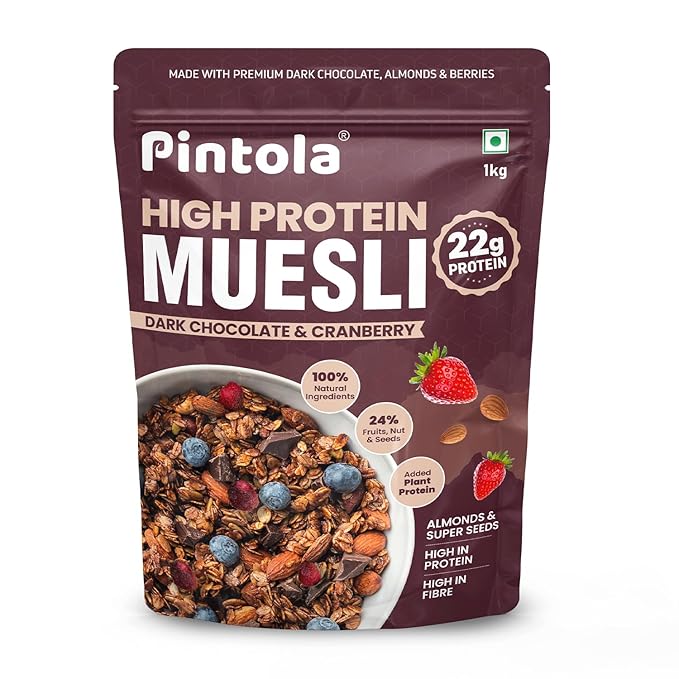 MADE WITH PREMIUM DARK CHOCOLATE, ALMONDS & BERRIES
Pintola®
1kg
HIGH PROTEIN
MUESLI
22g
PROTEIN
DARK CHOCOLATE & CRANBERRY
100%
Natural
Ingredients
24%
Fruits, Nut
& Seeds
Added
Plant
Protein
ALMONDS &
SUPER SEEDS
HIGH IN
PROTEIN
HIGH IN
FIBRE